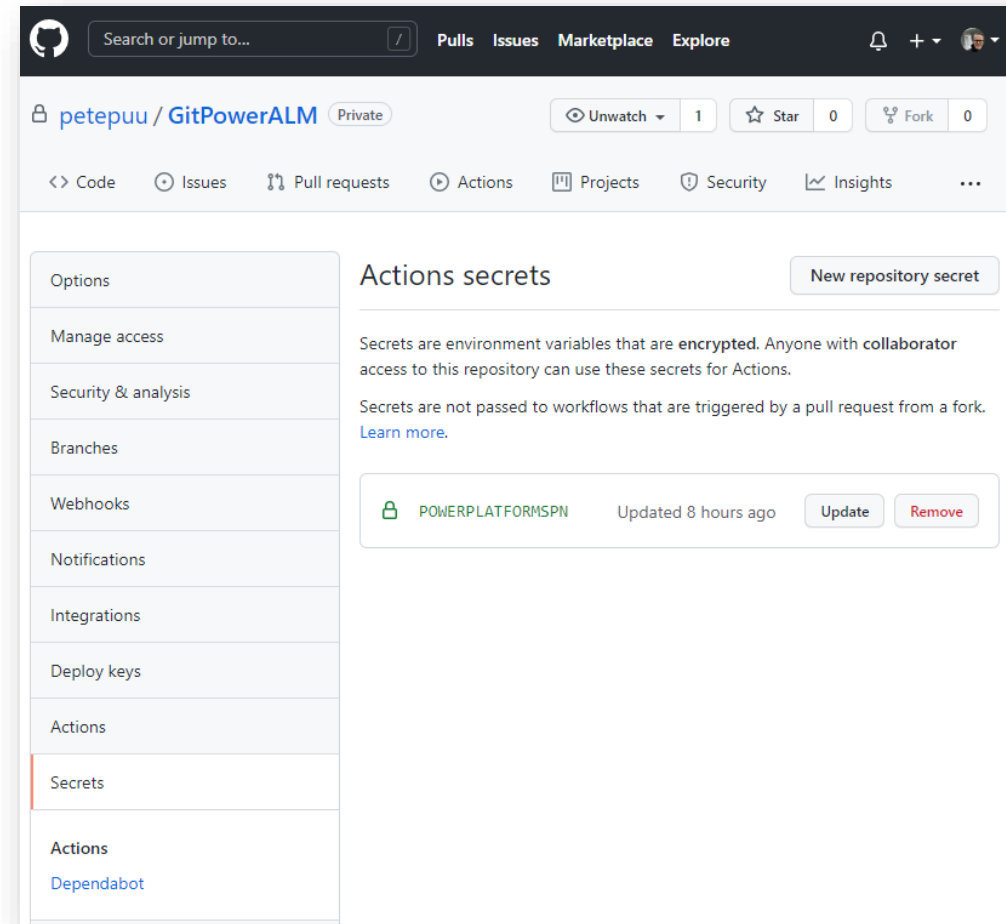 Search or jump to... / Pulls Issues Marketplace Explore
petepuu / GitPowerALM Private Unwatch 1 Star 0 Fork 0
<> Code Issues Pull requests Actions Projects Security Insights ...
Options
Manage access
Security & analysis
Branches
Webhooks
Notifications
Integrations
Deploy keys
Actions
Secrets
Actions
Dependabot
Actions secrets New repository secret
Secrets are environment variables that are encrypted. Anyone with collaborator
access to this repository can use these secrets for Actions.
Secrets are not passed to workflows that are triggered by a pull request from a fork.
Learn more.
POWERPLATFORMSPN Updated 8 hours ago Update Remove